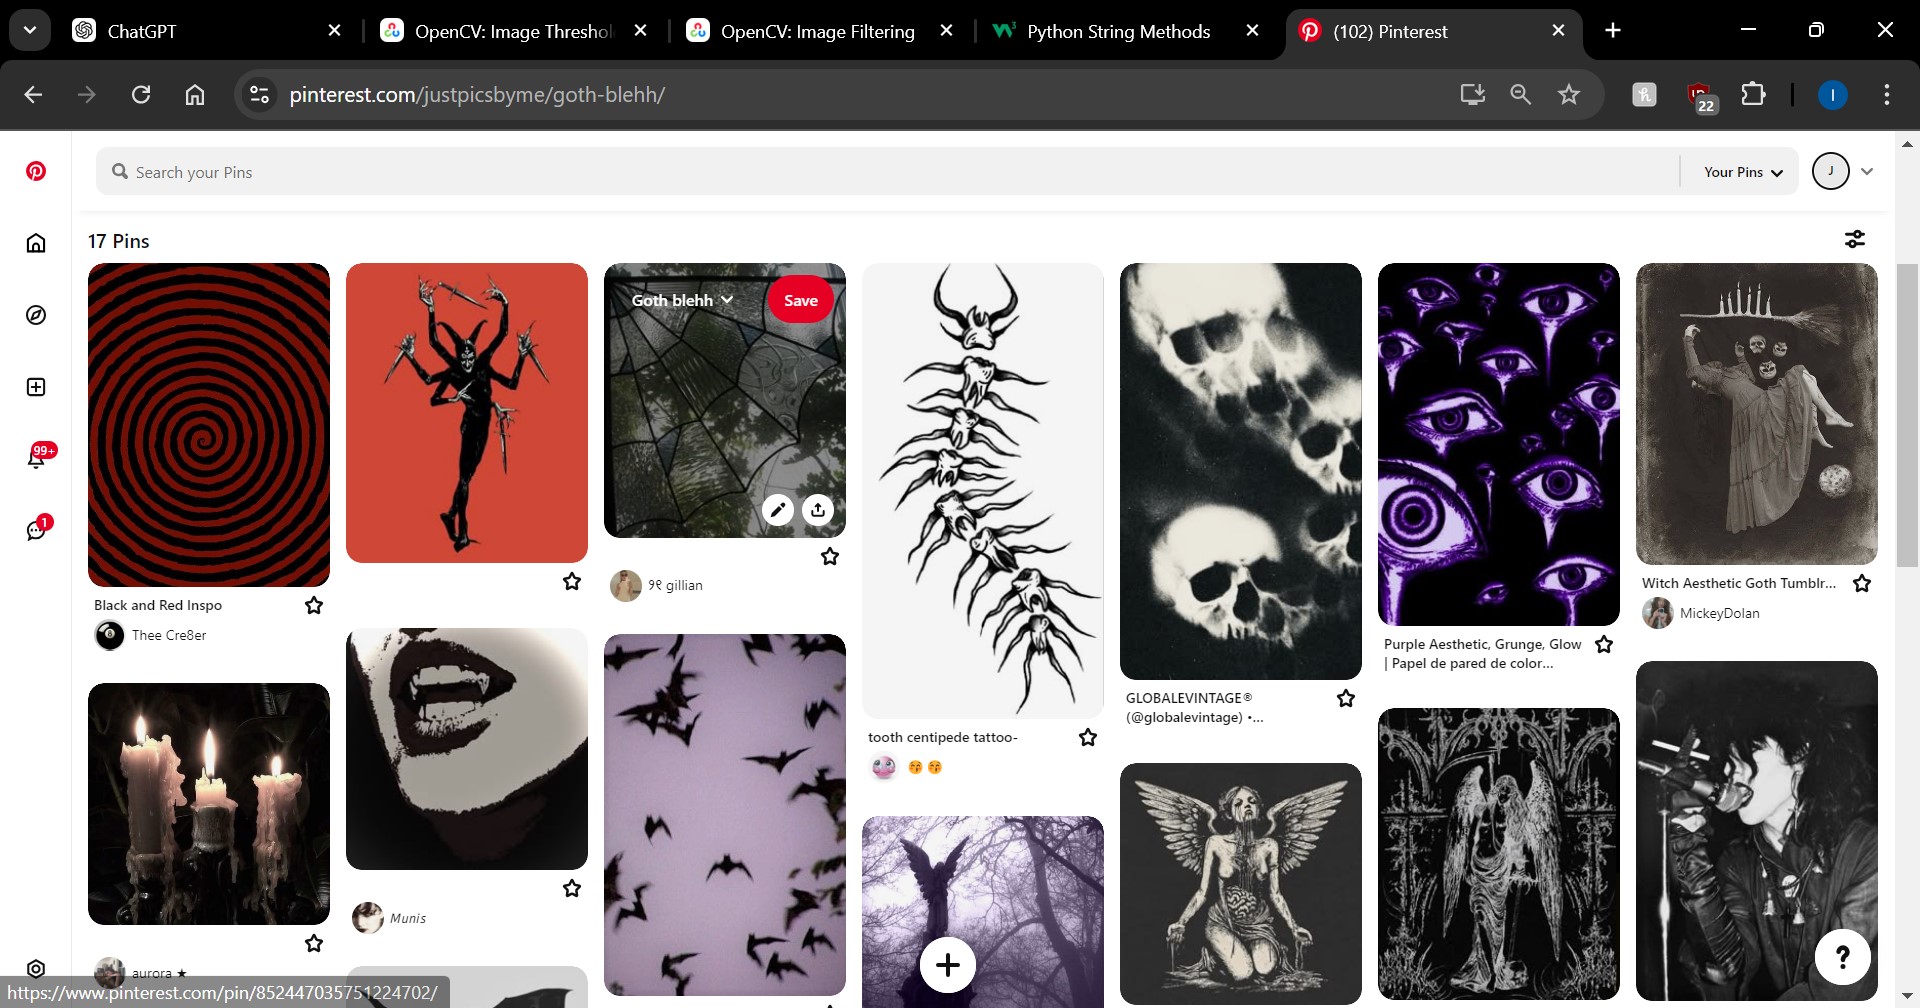 ChatGPT
OpenCV: Image Threshol
OpenCV: Image Filtering
Python String Methods
(102) Pinterest
pinterest.com/justpicsbyme/goth-blehh/
22
I
Search your Pins
Your Pins
J
17 Pins
99+
1
Goth blehh
Save
Black and Red Inspo
Thee Cre8er
୨୧ gillian
tooth centipede tattoo-
😚 😚
GLOBALEVINTAGE®
(@globalevintage) •...
Purple Aesthetic, Grunge, Glow
| Papel de pared de color...
Witch Aesthetic Goth Tumblr...
MickeyDolan
Munis
aurora ★
?
https://www.pinterest.com/pin/852447035751224702/